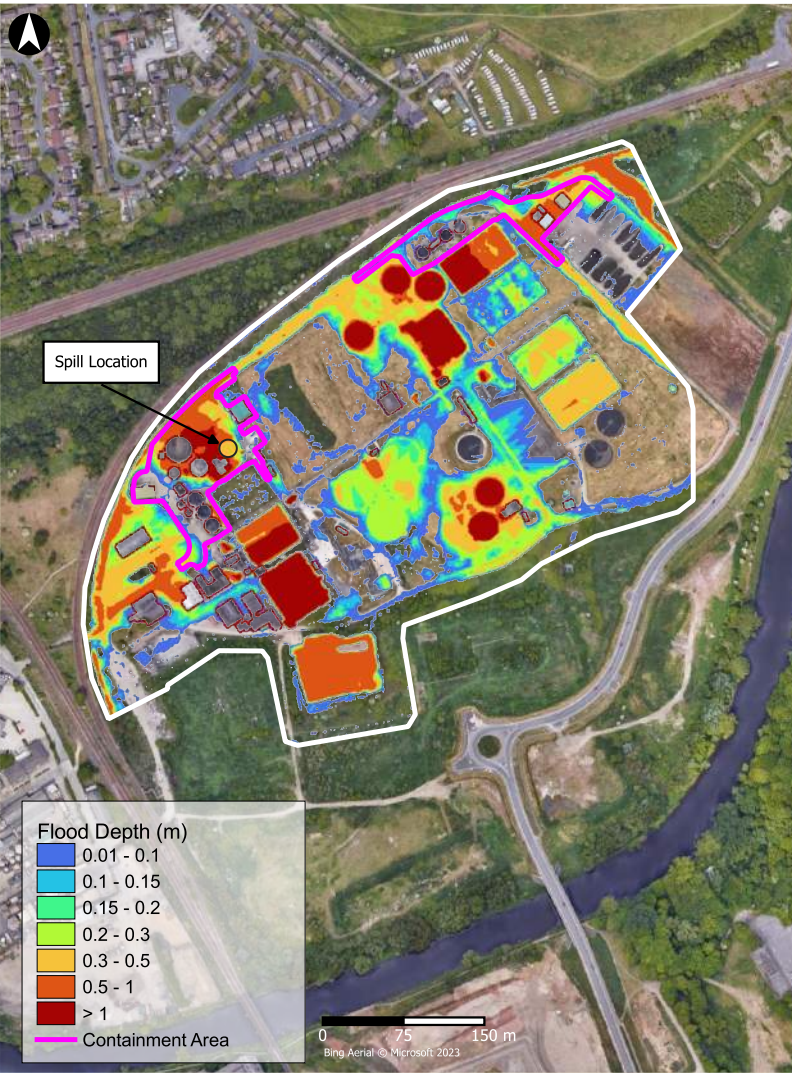 Spill Location
Flood Depth (m)
0.01 - 0.1
0.1 - 0.15
0.15 - 0.2
0.2 - 0.3
0.3 - 0.5
0.5 - 1
> 1
Containment Area
0 75 150 m
Bing Aerial © Microsoft 2023